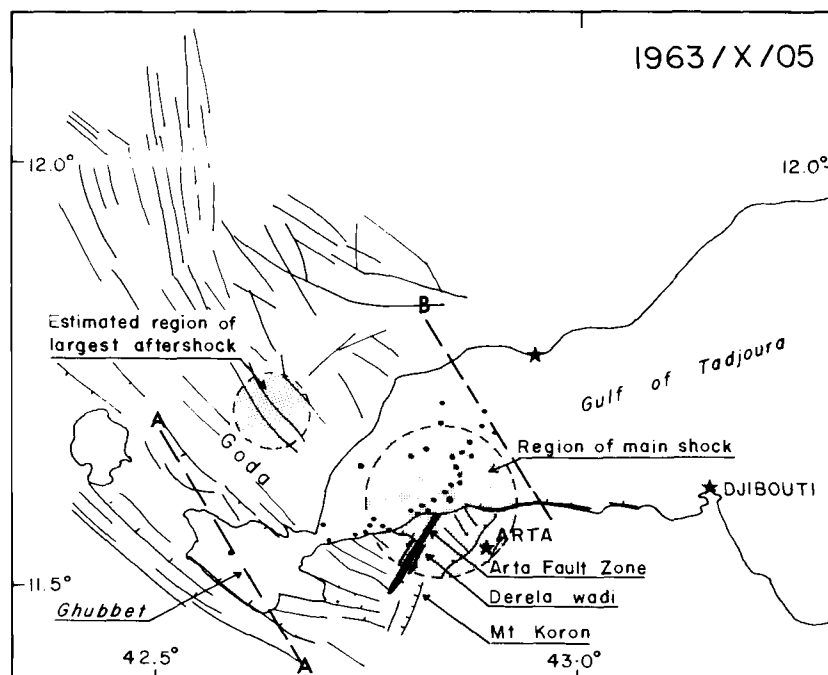 1963/X/05
12.0°
12.0°
B
Estimated region of
largest aftershock
Gulf of Tadjoura
A
Goda
Region of main shock
DJIBOUTI
ARTA
Arta Fault Zone
11.5°
Derela wadi
Ghubbet
Mt Koron
A
42.5°
43.0°